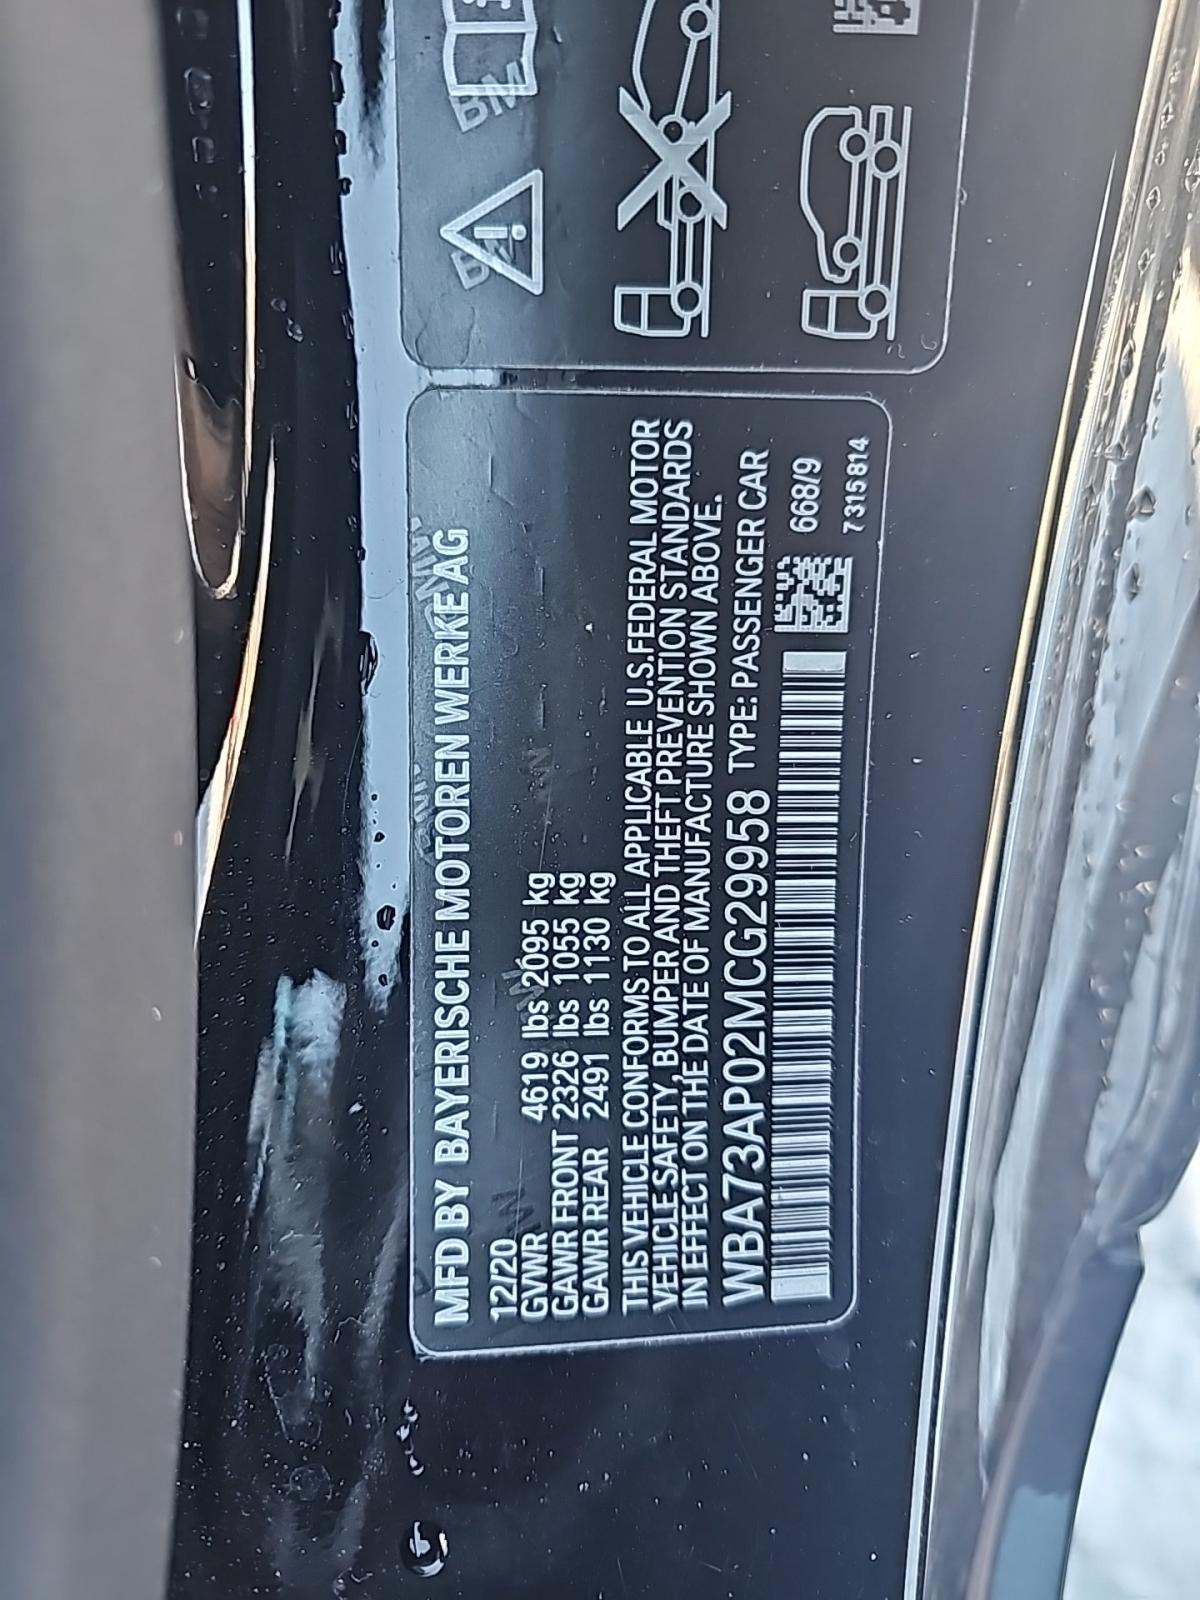 MFD BY BAYERISCHE MOTOREN WERKE AG
12/20
GVWR 4619 lbs 2095 kg
GAWR FRONT 2326 lbs 1055 kg
GAWR REAR 2491 lbs 1130 kg
THIS VEHICLE CONFORMS TO ALL APPLICABLE U.S.FEDERAL MOTOR
VEHICLE SAFETY, BUMPER AND THEFT PREVENTION STANDARDS
IN EFFECT ON THE DATE OF MANUFACTURE SHOWN ABOVE.
WBA73AP02MCG29958 TYPE: PASSENGER CAR
668/9
7315814